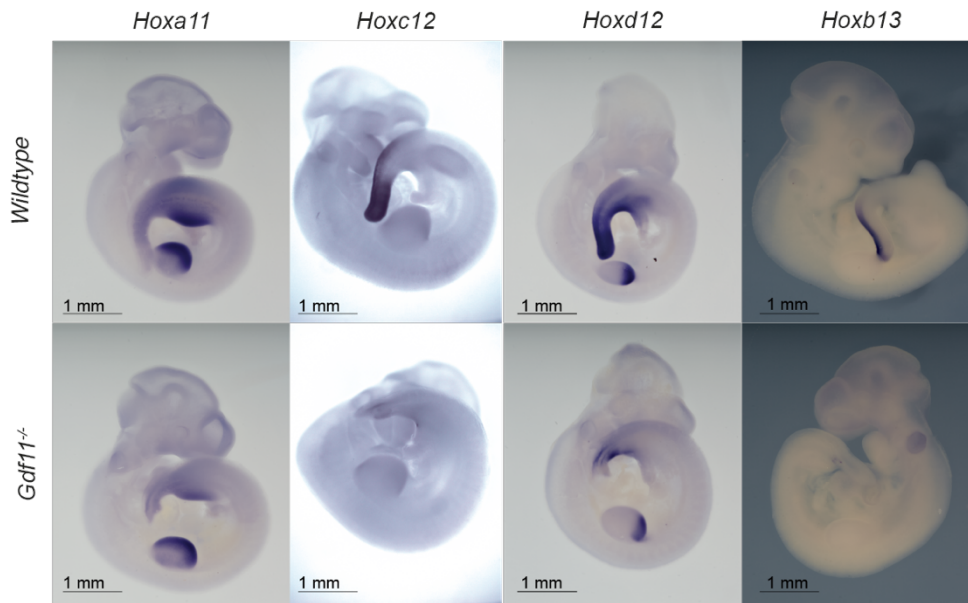 Hoxa11 Hoxc12 Hoxd12 Hoxb13
Wildtype
1 mm 1 mm 1 mm 1 mm
Gdf11-/-
1 mm 1 mm 1 mm 1 mm